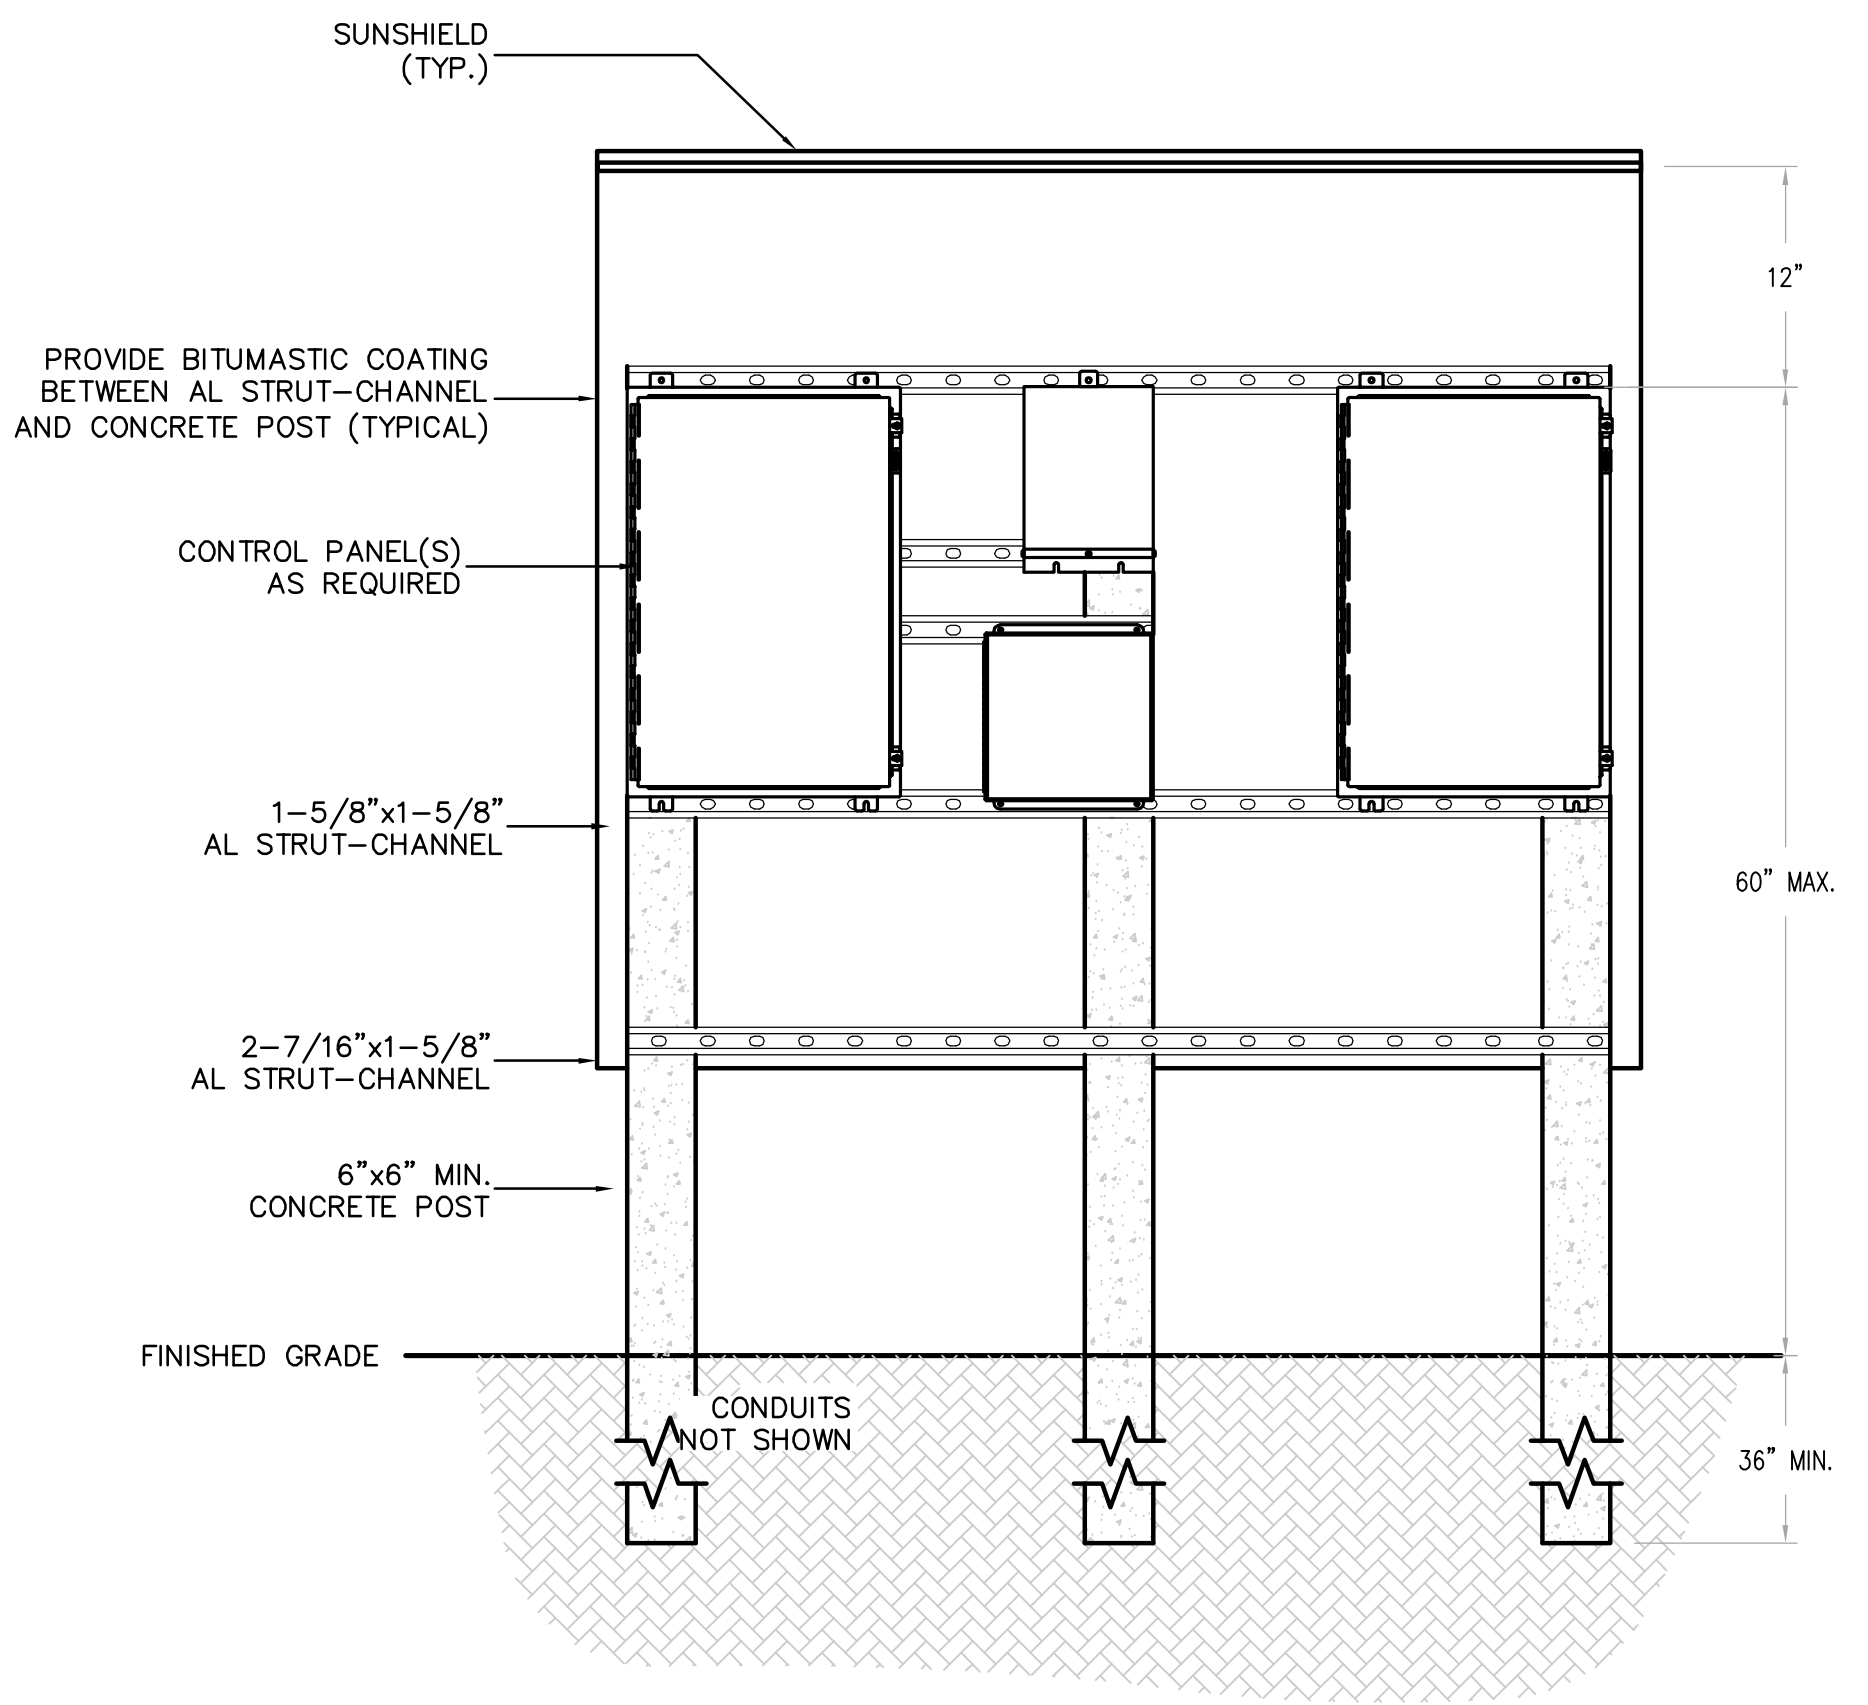 SUNSHIELD
(TYP.)
12"
PROVIDE BITUMASTIC COATING
BETWEEN AL STRUT-CHANNEL
AND CONCRETE POST (TYPICAL)
CONTROL PANEL(S)
AS REQUIRED
1-5/8"x1-5/8"
AL STRUT-CHANNEL
60" MAX.
2-7/16"x1-5/8"
AL STRUT-CHANNEL
6"x6" MIN.
CONCRETE POST
FINISHED GRADE
CONDUITS
NOT SHOWN
36" MIN.